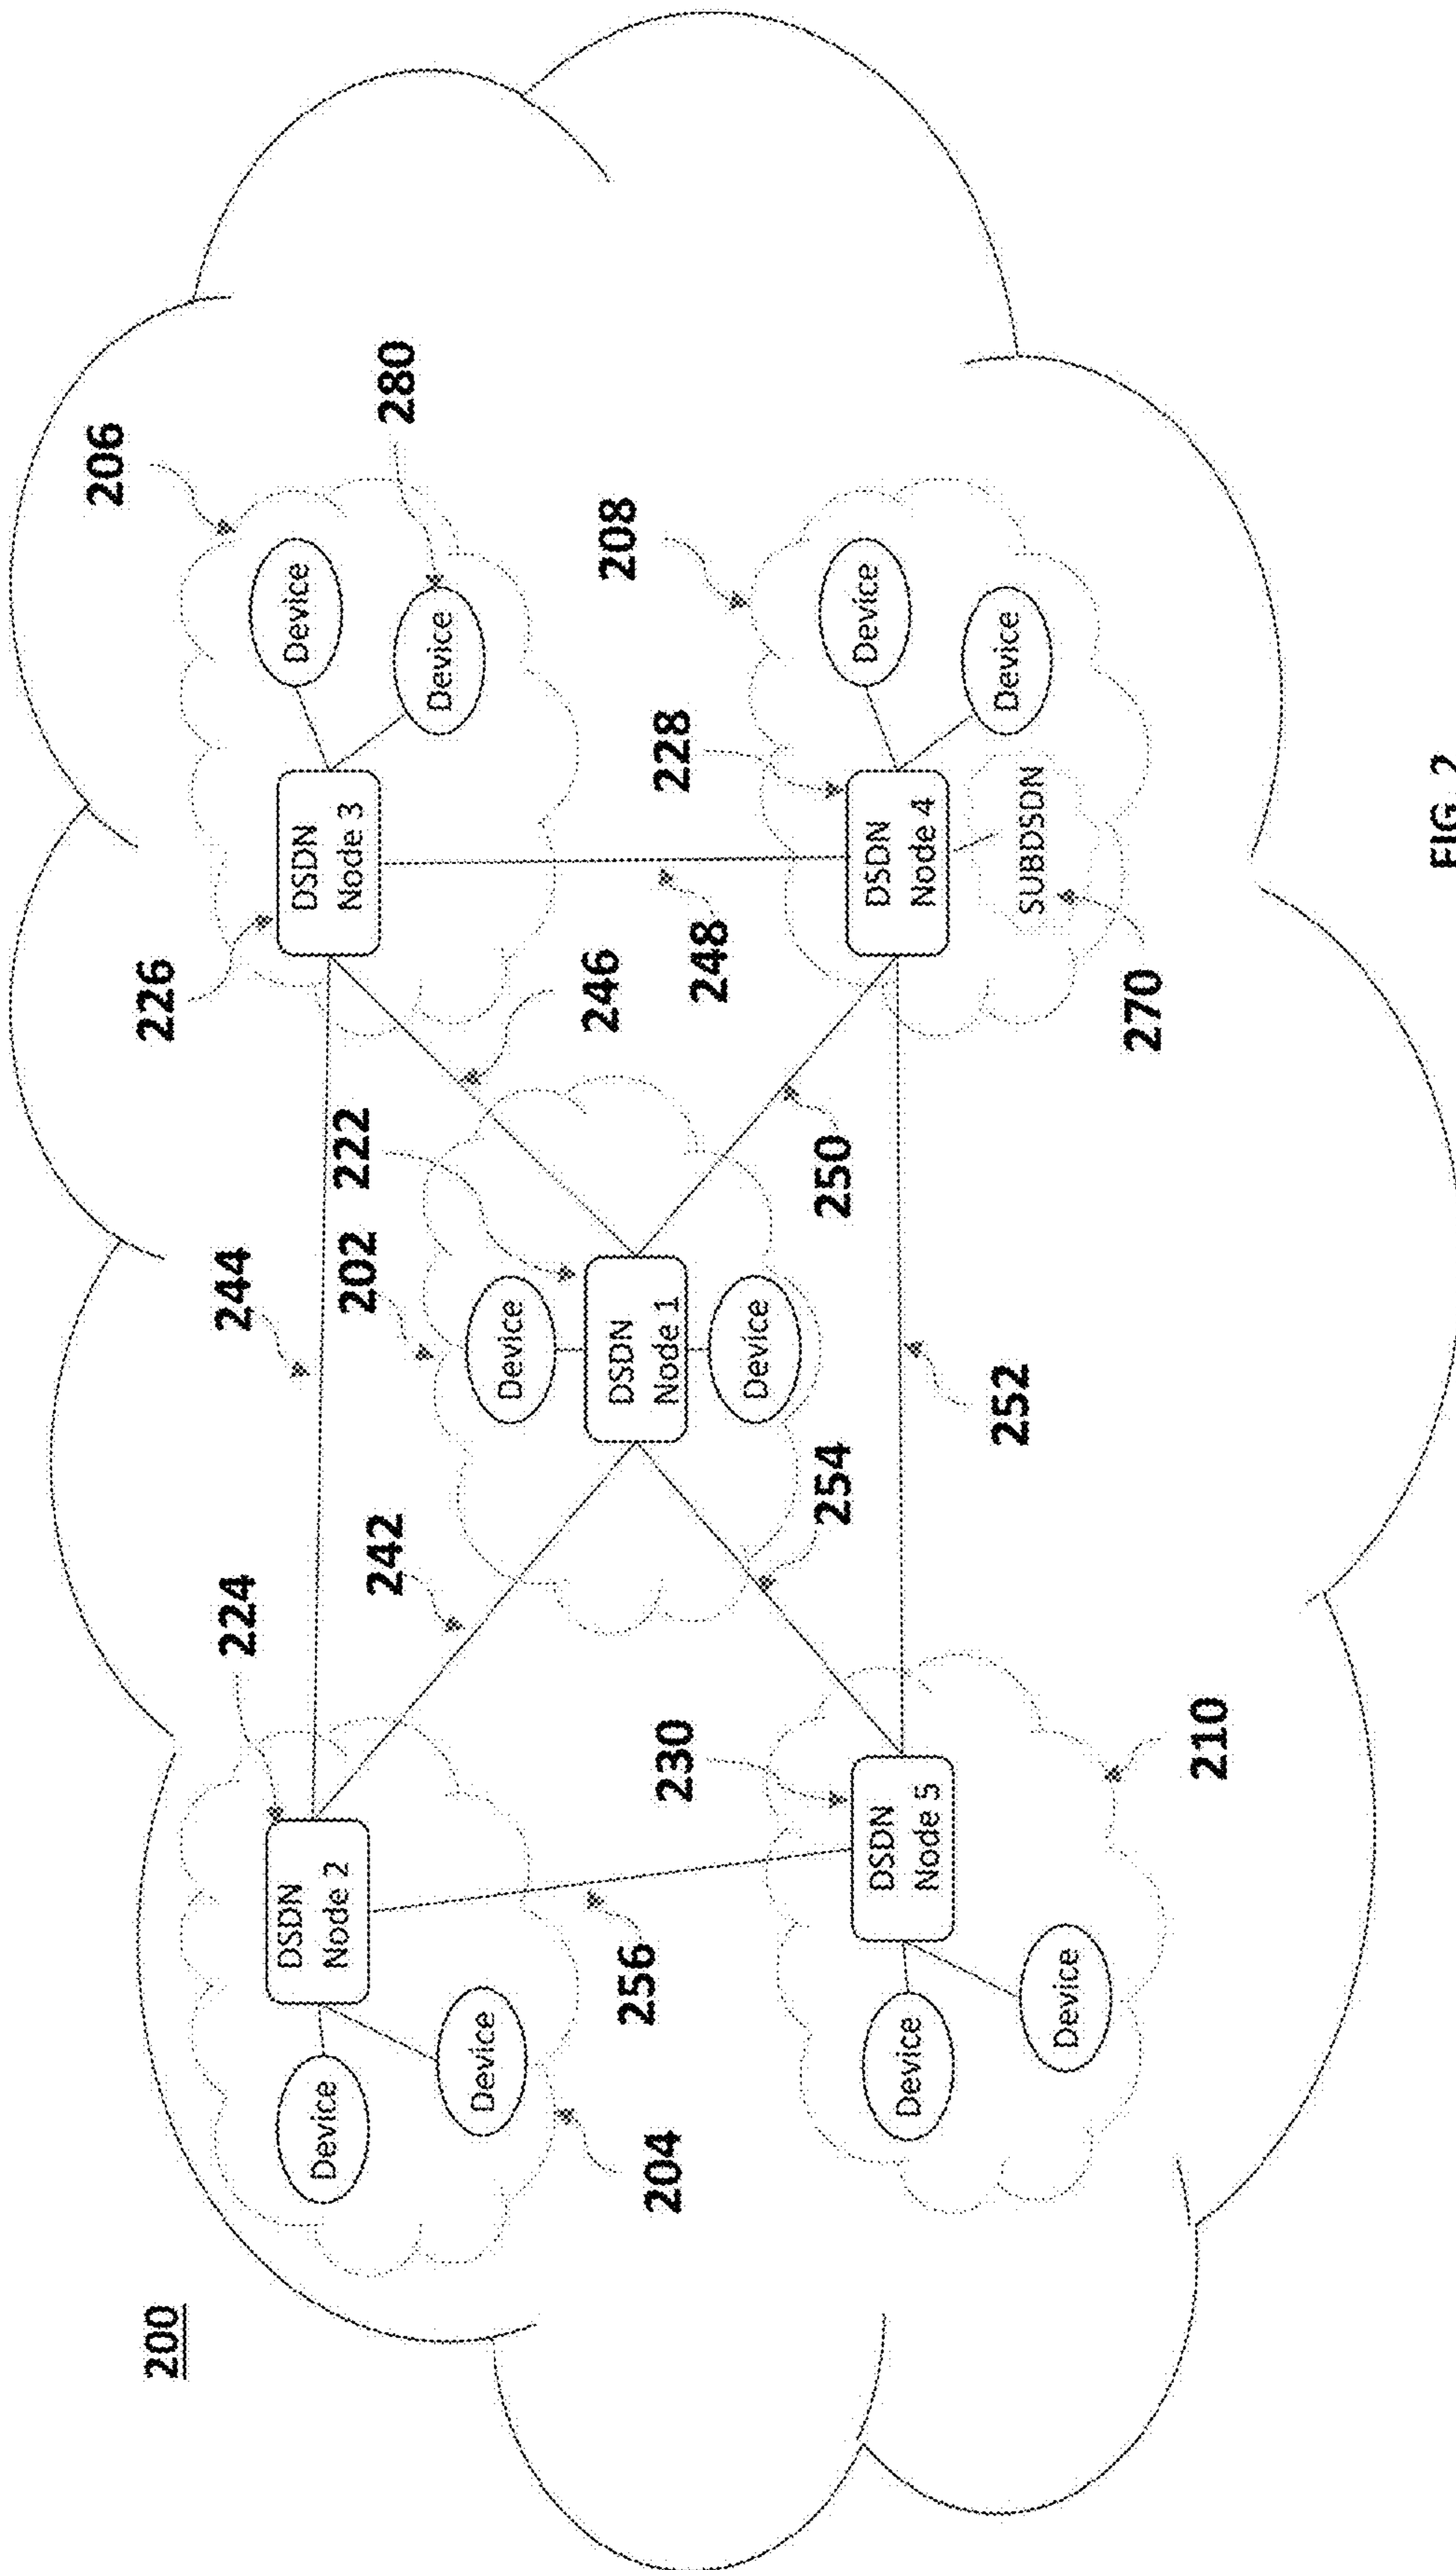 200
224
244
226
206
DSDN
Node 2
DSDN
Node 3
Device
Device
Device
Device
280
242
202
222
246
204
Device
DSDN
Node 1
Device
256
230
254
250
248
228
208
DSDN
Node 5
DSDN
Node 4
Device
Device
Device
Device
SUBDSDN
252
210
270
FIG. 2